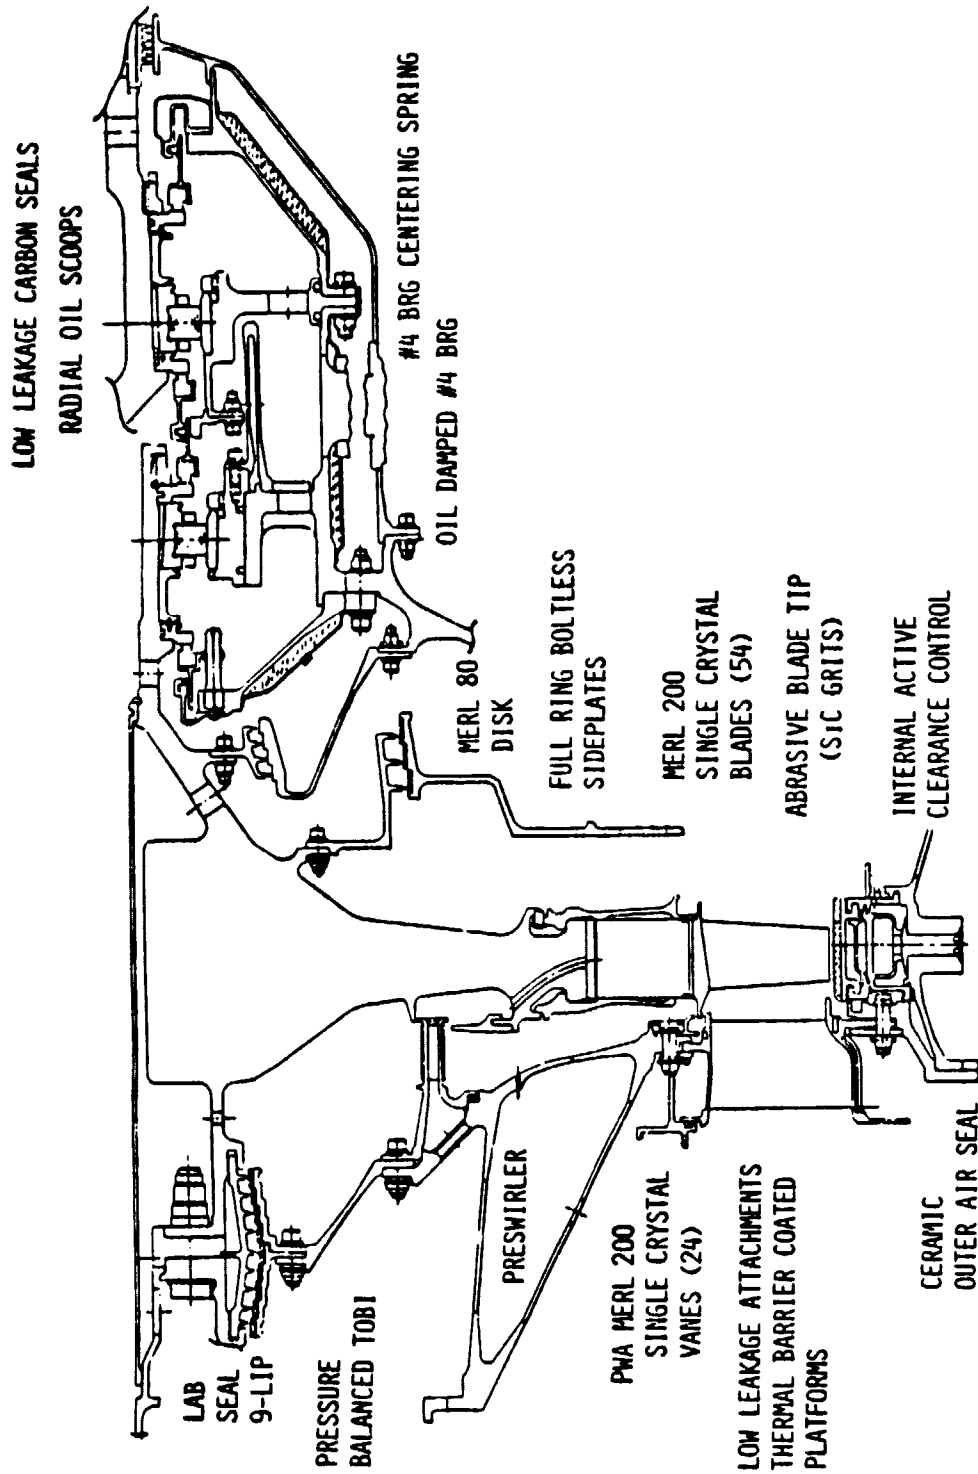 LOW LEAKAGE CARBON SEALS
RADIAL OIL SCOOPS
LAB
SEAL
9-LIP
PRESSURE
BALANCED TOBI
#4 BRG CENTERING SPRING
OIL DAMPED #4 BRG
MERL 80
DISK
PRESWIRLER
FULL RING BOLTLESS
SIDEPLATES
PWA MERL 200
SINGLE CRYSTAL
VANES (24)
MERL 200
SINGLE CRYSTAL
BLADES (54)
LOW LEAKAGE ATTACHMENTS
THERMAL BARRIER COATED
PLATFORMS
ABRASIVE BLADE TIP
(SiC GRITS)
INTERNAL ACTIVE
CLEARANCE CONTROL
CERAMIC
OUTER AIR SEAL